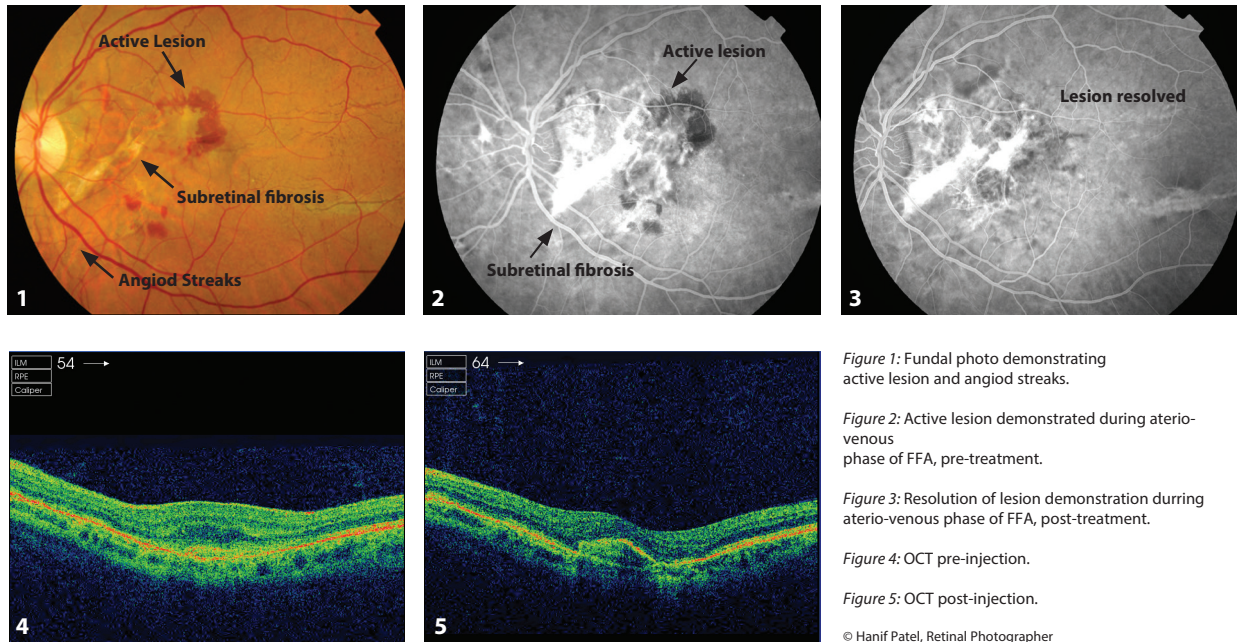 Active Lesion
Subretinal fibrosis
Angiod Streaks
1
Active lesion
Subretinal fibrosis
2
Lesion resolved
3
ILM
RPE
Caliper
54
4
ILM
RPE
Caliper
64
5
Figure 1: Fundal photo demonstrating
active lesion and angiod streaks.
Figure 2: Active lesion demonstrated during aterio-
venous
phase of FFA, pre-treatment.
Figure 3: Resolution of lesion demonstration durring
aterio-venous phase of FFA, post-treatment.
Figure 4: OCT pre-injection.
Figure 5: OCT post-injection.
© Hanif Patel, Retinal Photographer